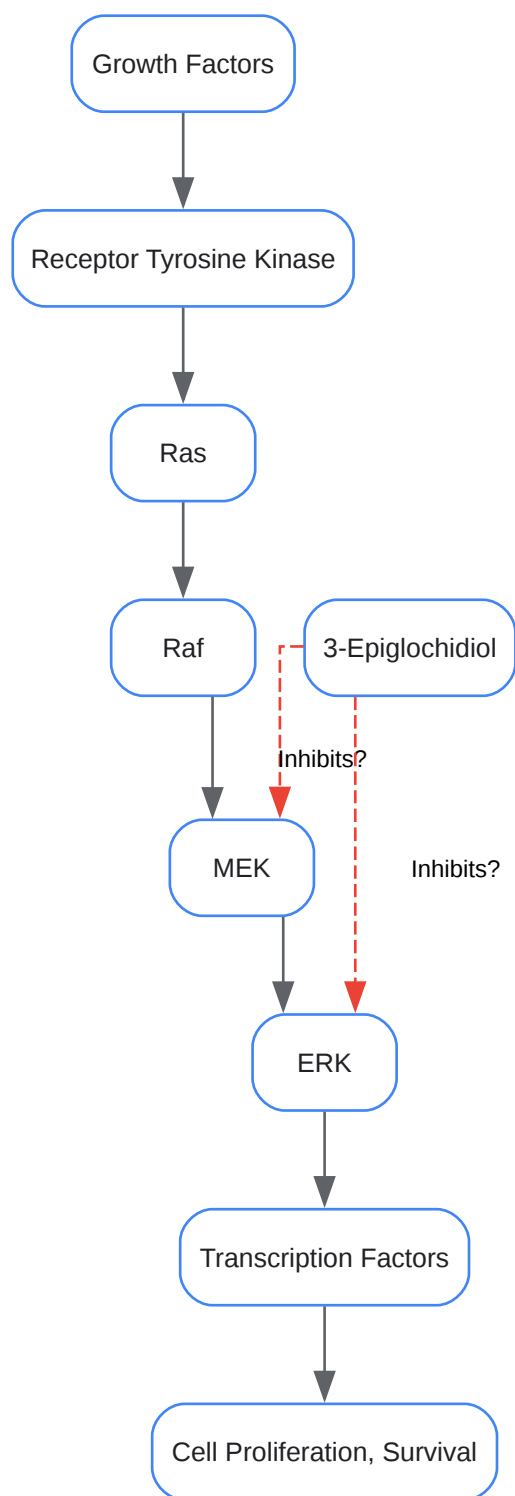 Growth Factors
Receptor Tyrosine Kinase
Ras
Raf
3-Epiglochidiol
Inhibits?
MEK
Inhibits?
ERK
Transcription Factors
Cell Proliferation, Survival